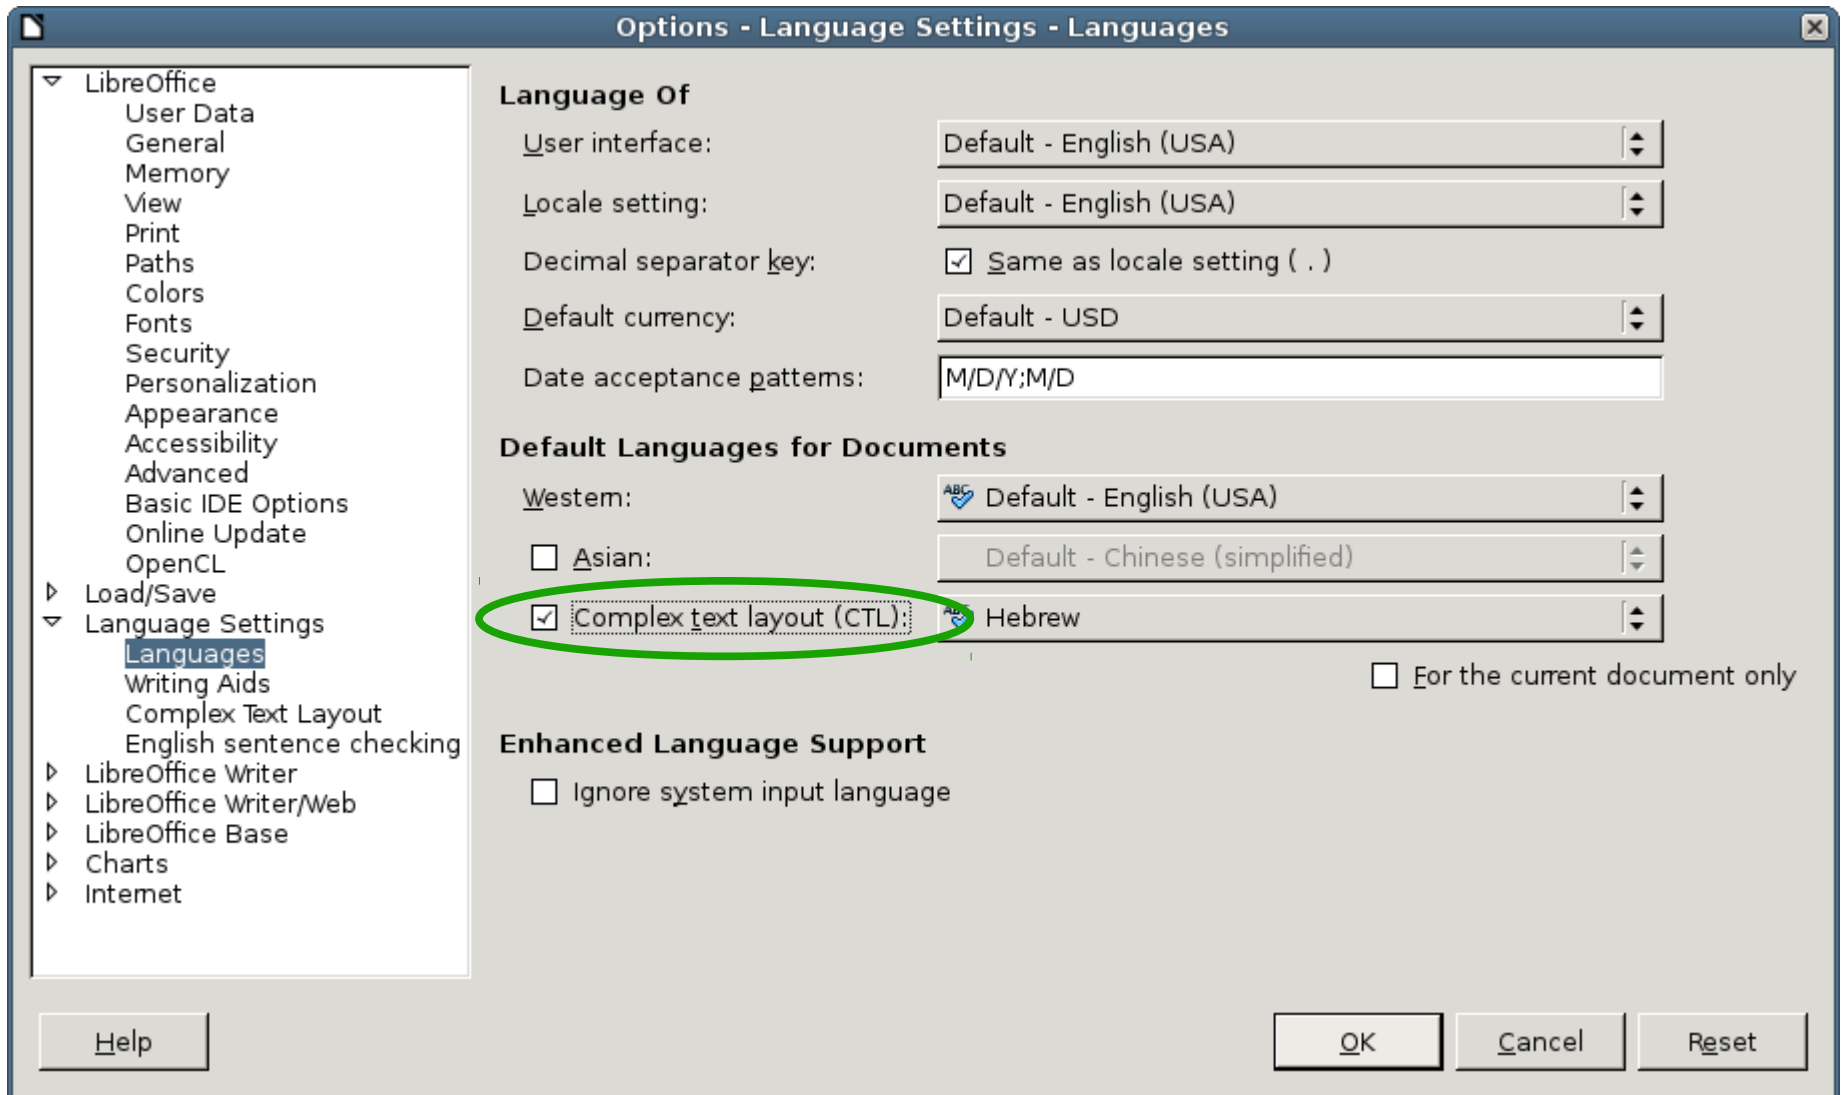 Options - Language Settings - Languages
LibreOffice
User Data
General
Memory
View
Print
Paths
Colors
Fonts
Security
Personalization
Appearance
Accessibility
Advanced
Basic IDE Options
Online Update
OpenCL
Load/Save
Language Settings
Languages
Writing Aids
Complex Text Layout
English sentence checking
LibreOffice Writer
LibreOffice Writer/Web
LibreOffice Base
Charts
Internet
Language Of
User interface: Default - English (USA)
Locale setting: Default - English (USA)
Decimal separator key: Same as locale setting ( . )
Default currency: Default - USD
Date acceptance patterns: M/D/Y;M/D
Default Languages for Documents
Western: ABC Default - English (USA)
Asian: Default - Chinese (simplified)
Complex text layout (CTL): ABC Hebrew
For the current document only
Enhanced Language Support
Ignore system input language
Help OK Cancel Reset